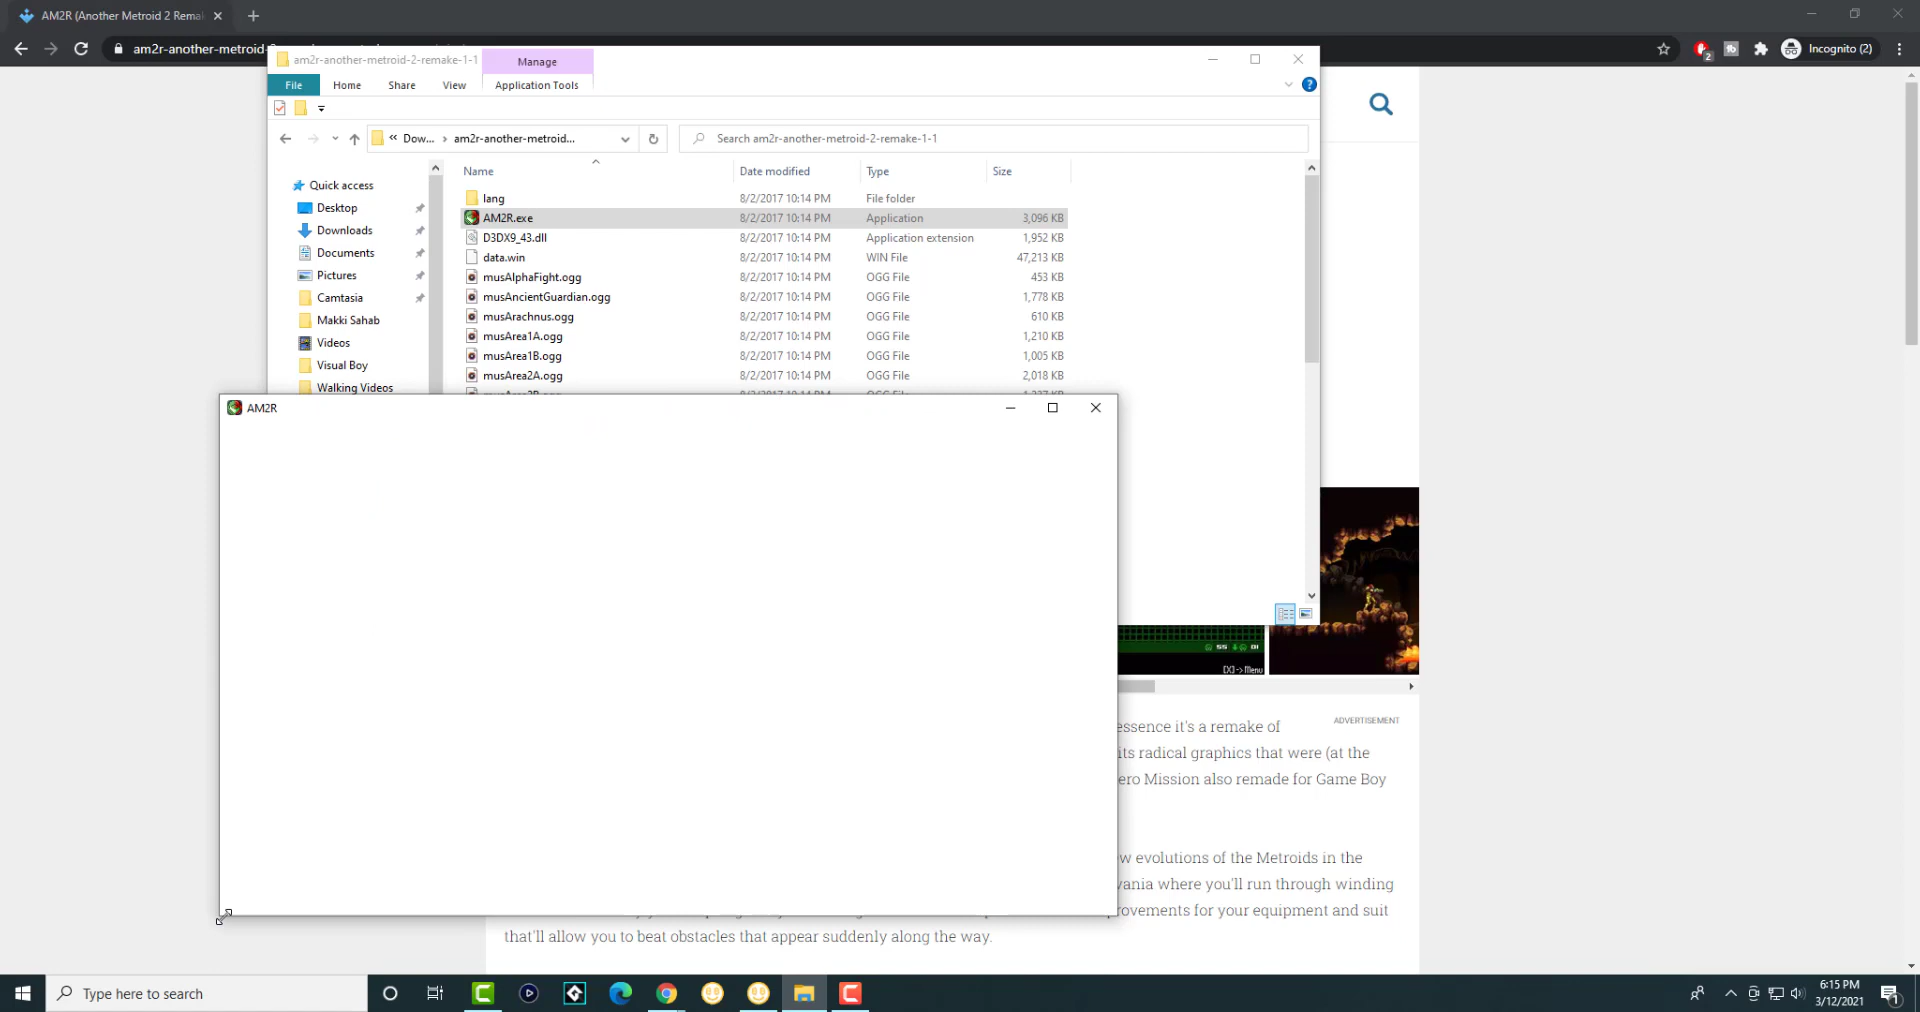 AM2R (Another Metroid 2 Rema
am2r-another-metroid-
Incognito (2)
2
am2r-another-metroid-2-remake-1-1
Manage
File
Home
Share
View
Application Tools
Dow...
am2r-another-metroid...
Search am2r-another-metroid-2-remake-1-1
Name
Date modified
Type
Size
Quick access
Desktop
Downloads
Documents
Pictures
Camtasia
Makki Sahab
Videos
Visual Boy
Walking Videos
lang 8/2/2017 10:14 PM File folder
AM2R.exe 8/2/2017 10:14 PM Application 3,096 KB
D3DX9_43.dll 8/2/2017 10:14 PM Application extension 1,952 KB
data.win 8/2/2017 10:14 PM WIN File 47,213 KB
musAlphaFight.ogg 8/2/2017 10:14 PM OGG File 453 KB
musAncientGuardian.ogg 8/2/2017 10:14 PM OGG File 1,778 KB
musArachnus.ogg 8/2/2017 10:14 PM OGG File 610 KB
musArea1A.ogg 8/2/2017 10:14 PM OGG File 1,210 KB
musArea1B.ogg 8/2/2017 10:14 PM OGG File 1,005 KB
musArea2A.ogg 8/2/2017 10:14 PM OGG File 2,018 KB
AM2R
55 01
[X]->Menu
essence it's a remake of
ADVERTISEMENT
its radical graphics that were (at the
ero Mission also remade for Game Boy
w evolutions of the Metroids in the
vania where you'll run through winding
provements for your equipment and suit
that'll allow you to beat obstacles that appear suddenly along the way.
Type here to search
6:15 PM
3/12/2021
1